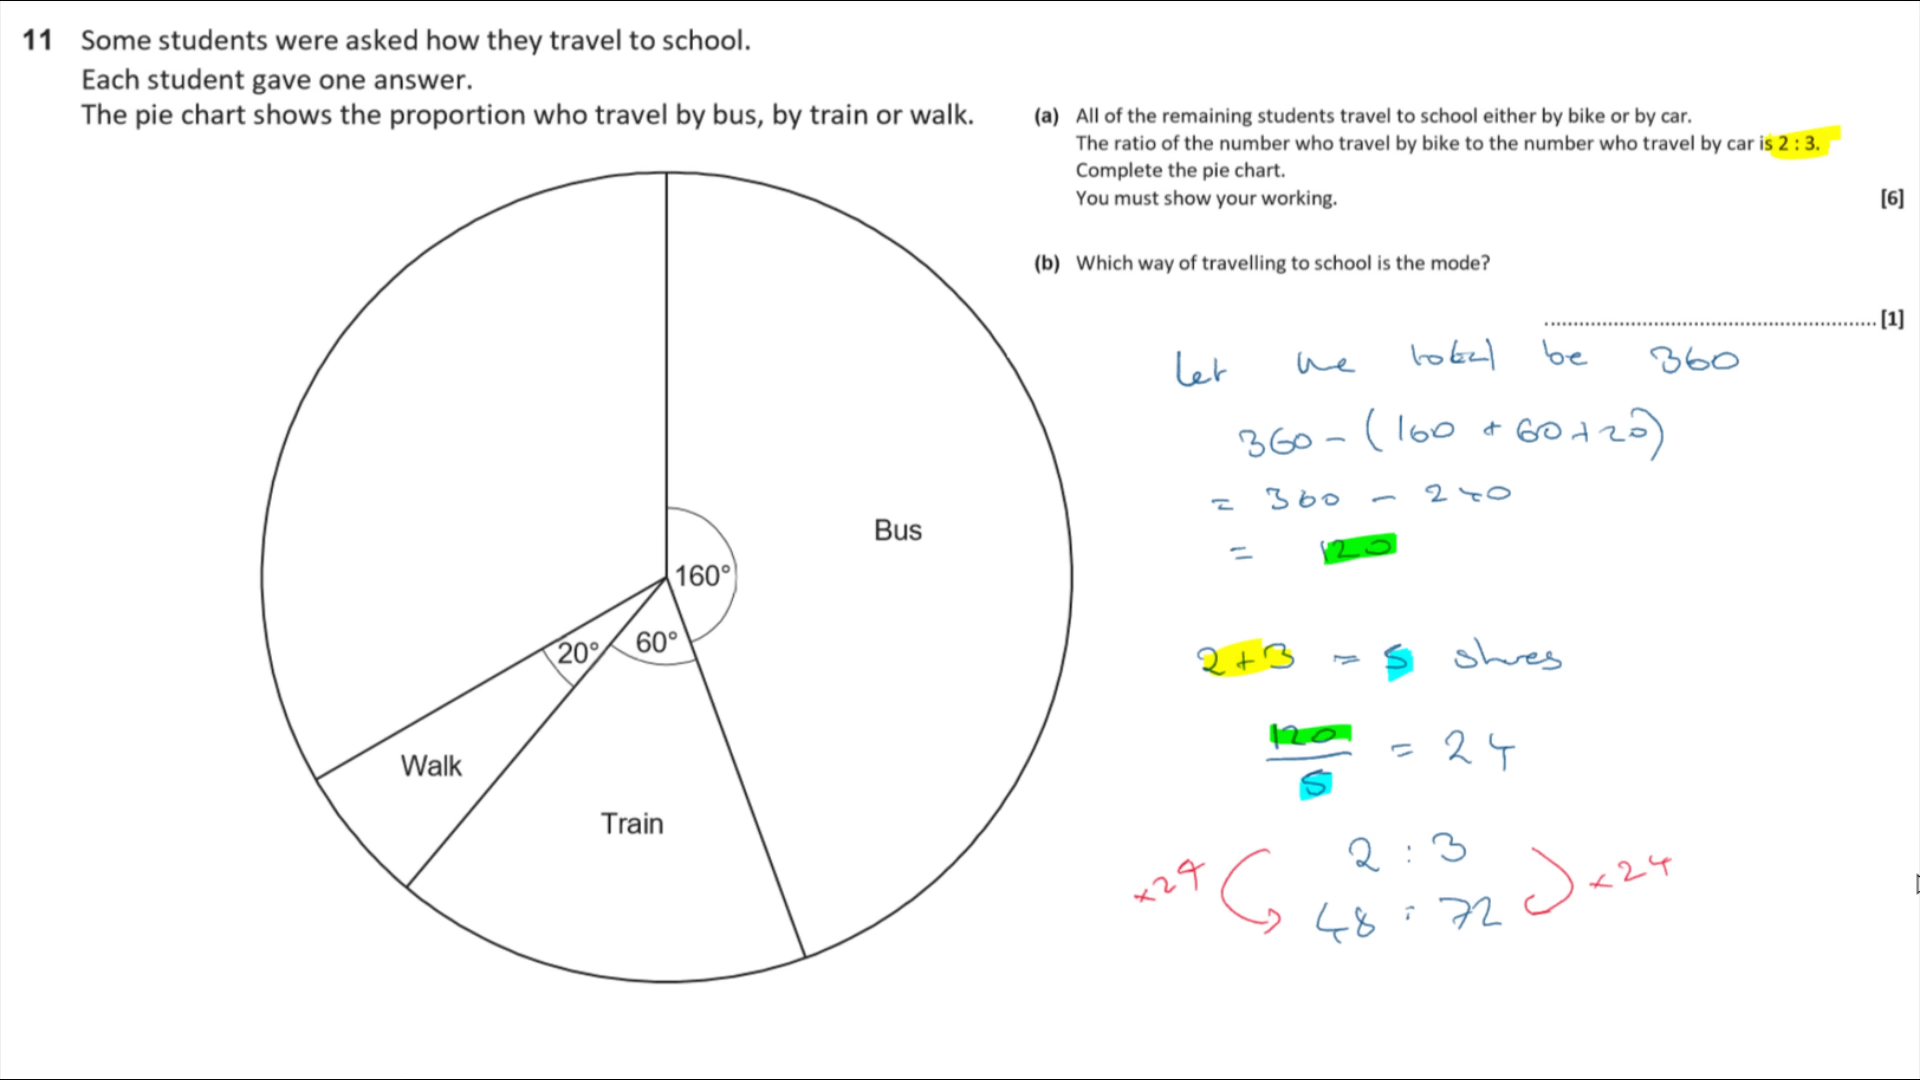 11 Some students were asked how they travel to school.
Each student gave one answer.
The pie chart shows the proportion who travel by bus, by train or walk.
Bus
160°
60°
20°
Walk
Train
(a) All of the remaining students travel to school either by bike or by car.
The ratio of the number who travel by bike to the number who travel by car is 2 : 3.
Complete the pie chart.
You must show your working. [6]
(b) Which way of travelling to school is the mode?
........................................................ [1]
Let the total be 360
360 - (160 + 60 + 20)
= 360 - 240
= 120
2 + 3 = 5 shares
120
5
= 24
2 : 3
×24 ×24
48 : 72